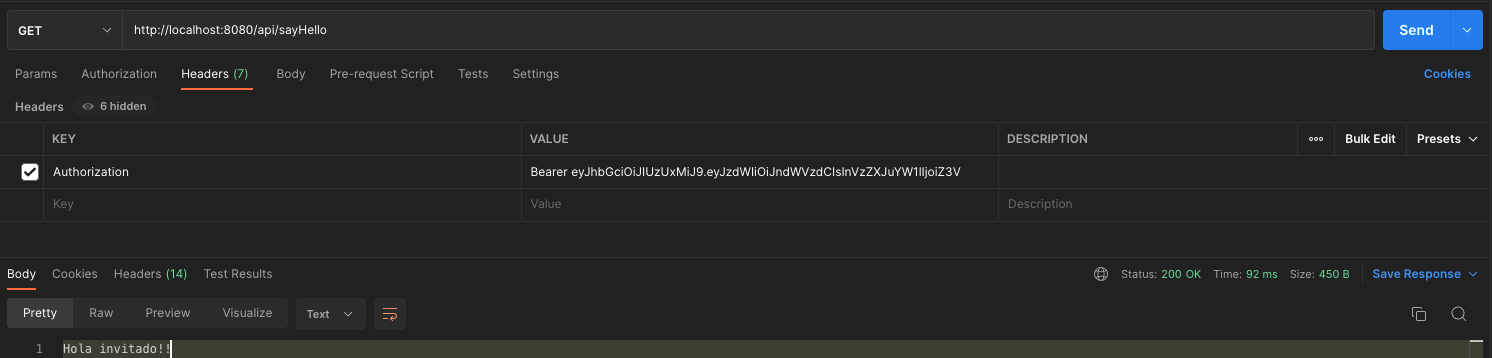 GET http://localhost:8080/api/sayHello Send
Params Authorization Headers (7) Body Pre-request Script Tests Settings Cookies
Headers 6 hidden
KEY VALUE DESCRIPTION ooo Bulk Edit Presets
Authorization Bearer eyJhbGciOiJIUzUxMiJ9.eyJzdWIiOiJndWVzdCIsInVzZXJuYW1lIjoiZ3V
Key Value Description
Body Cookies Headers (14) Test Results Status: 200 OK Time: 92 ms Size: 450 B Save Response
Pretty Raw Preview Visualize Text
1 Hola invitado!!